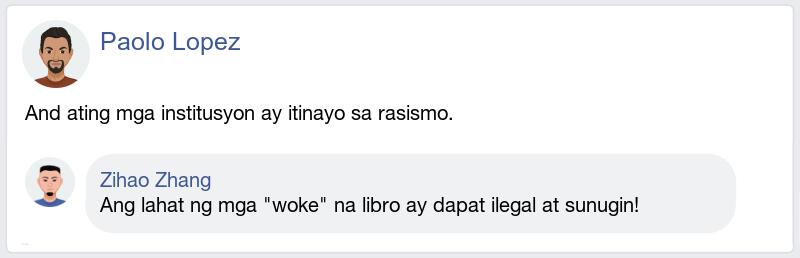 Paolo Lopez
And ating mga institusyon ay itinayo sa rasismo.
Zihao Zhang
Ang lahat ng mga "woke" na libro ay dapat ilegal at sunugin!